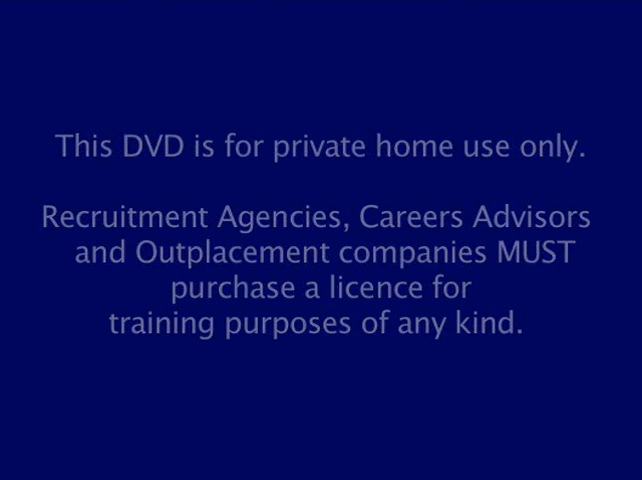 This DVD is for private home use only.
Recruitment Agencies, Careers Advisors
and Outplacement companies MUST
purchase a licence for
training purposes of any kind.